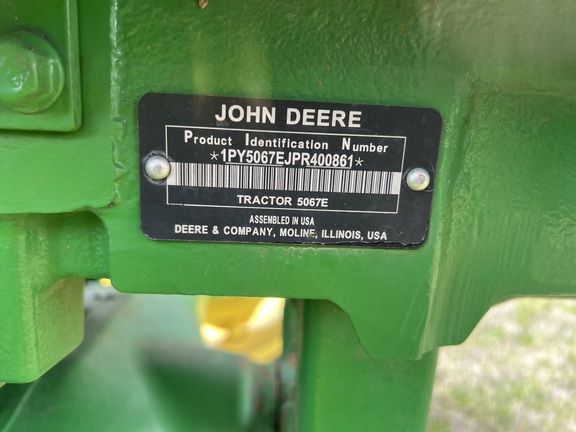 JOHN DEERE
Product Identification Number
*1PY5067EJPR400861*
TRACTOR 5067E
ASSEMBLED IN USA
DEERE & COMPANY, MOLINE, ILLINOIS, USA